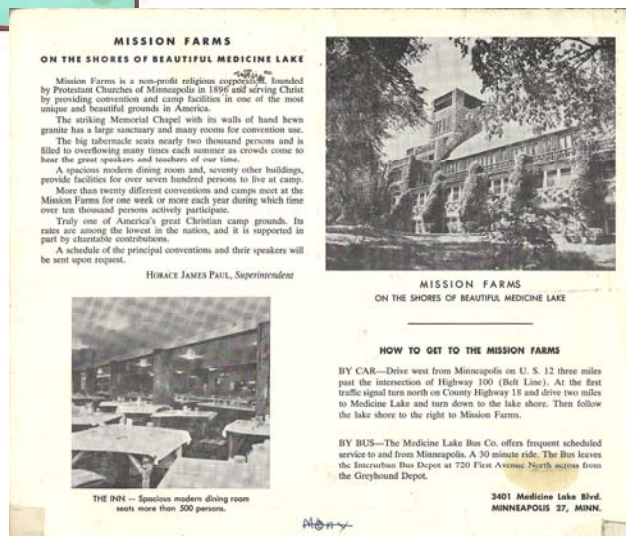 MISSION FARMS
ON THE SHORES OF BEAUTIFUL MEDICINE LAKE
Mission Farms is a non-profit religious corporation, founded
by Protestant Churches of Minneapolis in 1896 and serving Christ
by providing convention and camp facilities in one of the most
unique and beautiful grounds in America.
The striking Memorial Chapel with its walls of hand hewn
granite has a large sanctuary and many rooms for convention use.
The big tabernacle seats nearly two thousand persons and is
filled to overflowing many times each summer as crowds come to
hear the great speakers and teachers of our time.
A spacious modern dining room and, seventy other buildings,
provide facilities for over seven hundred persons to live at camp.
More than twenty different conventions and camps meet at the
Mission Farms for one week or more each year during which time
over ten thousand persons actively participate.
Truly one of America's great Christian camp grounds. Its
rates are among the lowest in the nation, and it is supported in
part by charitable contributions.
A schedule of the principal conventions and their speakers will
be sent upon request.
HORACE JAMES PAUL, Superintendent
THE INN — Spacious modern dining room
seats more than 500 persons.
MISSION FARMS
ON THE SHORES OF BEAUTIFUL MEDICINE LAKE
HOW TO GET TO THE MISSION FARMS
BY CAR—Drive west from Minneapolis on U. S. 12 three miles
past the intersection of Highway 100 (Belt Line). At the first
traffic signal turn north on County Highway 18 and drive two miles
to Medicine Lake and turn down to the lake shore. Then follow
the lake shore to the right to Mission Farms.
BY BUS—The Medicine Lake Bus Co. offers frequent scheduled
service to and from Minneapolis. A 30 minute ride. The Bus leaves
the Interurban Bus Depot at 720 First Avenue North across from
the Greyhound Depot.
3401 Medicine Lake Blvd.
MINNEAPOLIS 27, MINN.